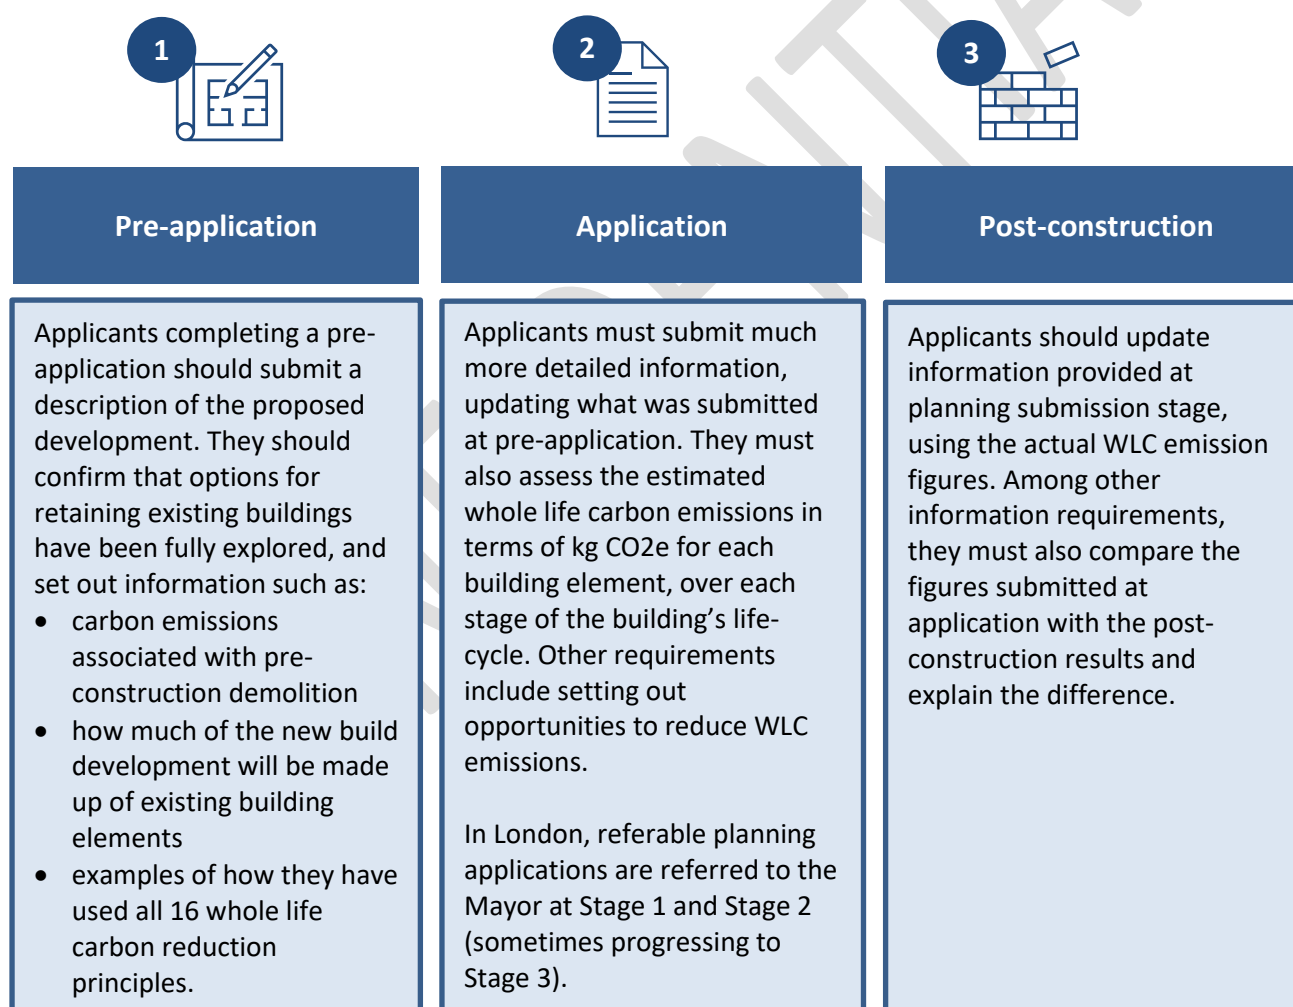 1
Pre-application
Applicants completing a pre-
application should submit a
description of the proposed
development. They should
confirm that options for
retaining existing buildings
have been fully explored, and
set out information such as:
• carbon emissions
associated with pre-
construction demolition
• how much of the new build
development will be made
up of existing building
elements
• examples of how they have
used all 16 whole life
carbon reduction
principles.
2
Application
Applicants must submit much
more detailed information,
updating what was submitted
at pre-application. They must
also assess the estimated
whole life carbon emissions in
terms of kg CO2e for each
building element, over each
stage of the building’s life-
cycle. Other requirements
include setting out
opportunities to reduce WLC
emissions.
In London, referable planning
applications are referred to the
Mayor at Stage 1 and Stage 2
(sometimes progressing to
Stage 3).
3
Post-construction
Applicants should update
information provided at
planning submission stage,
using the actual WLC emission
figures. Among other
information requirements,
they must also compare the
figures submitted at
application with the post-
construction results and
explain the difference.